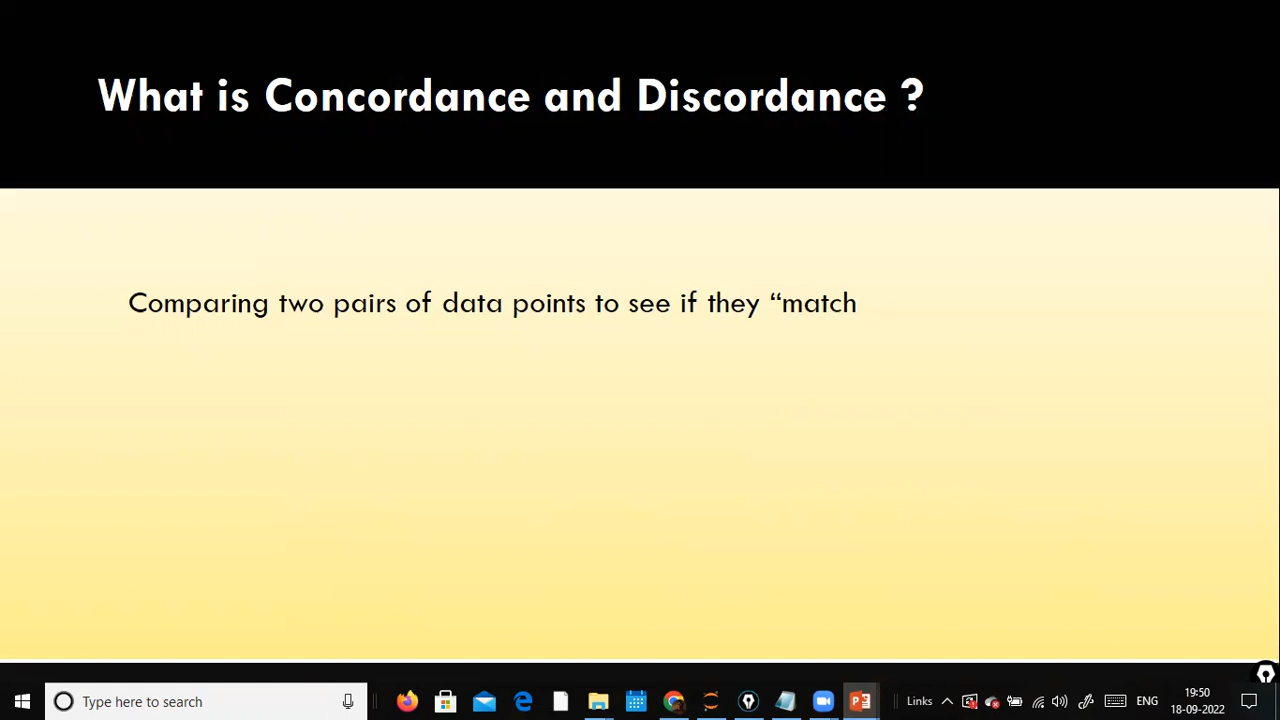 What is Concordance and Discordance ?
Comparing two pairs of data points to see if they “match
Type here to search
Links
ENG
19:50
18-09-2022